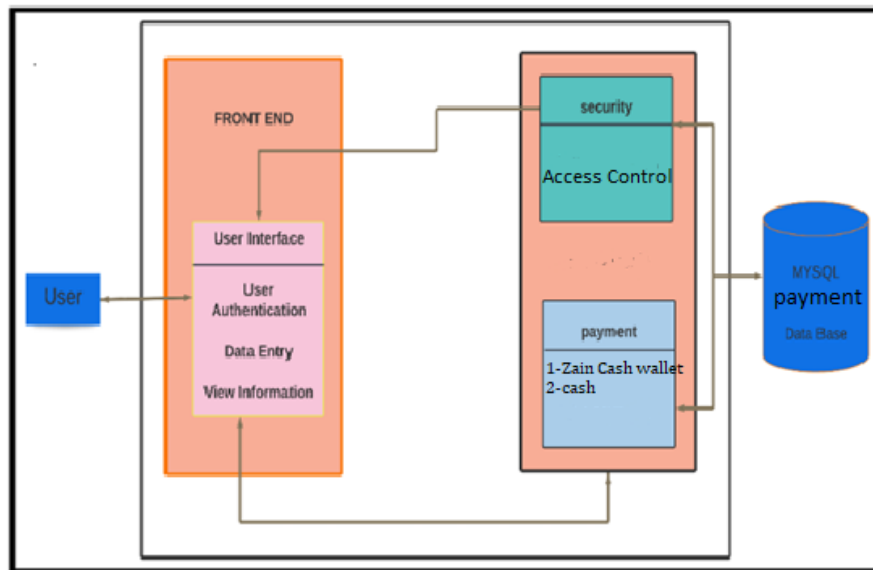 FRONT END
User Interface
User
Authentication
Data Entry
View Information
User
security
Access Control
payment
1-Zain Cash wallet
2-cash
MYSQL
payment
Data Base